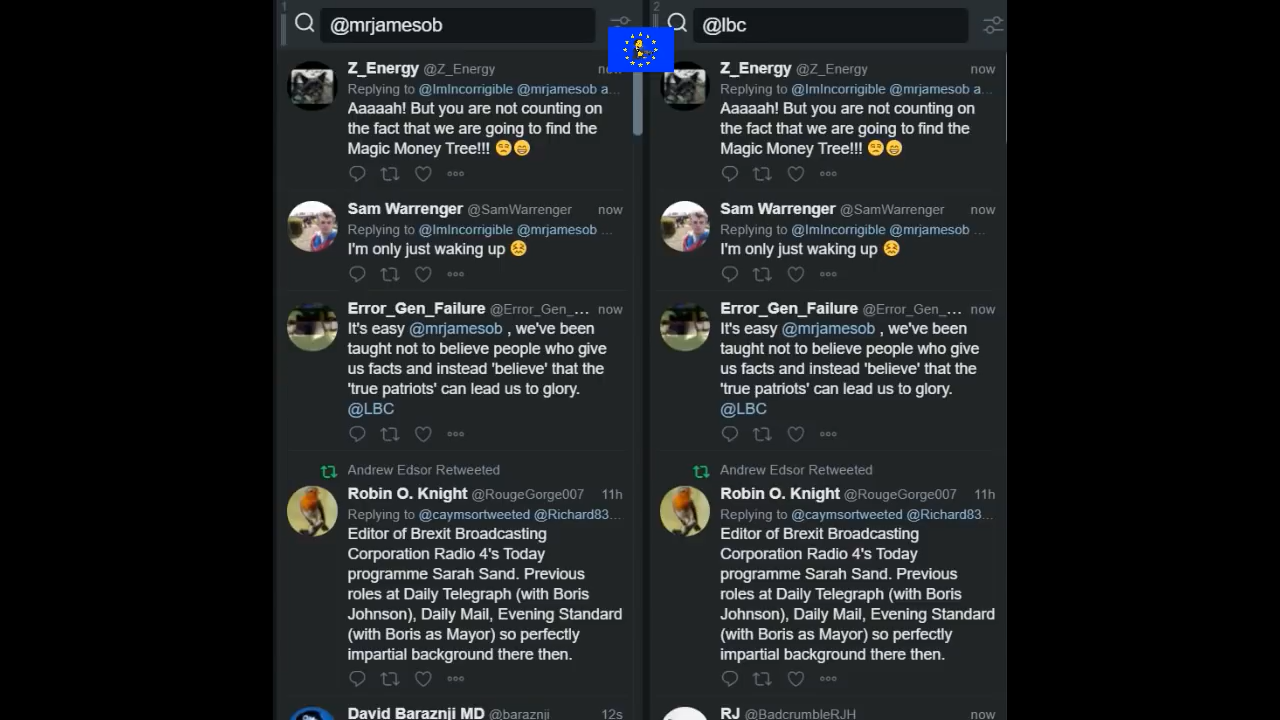 1
@mrjamesob
Z_Energy @Z_Energy now
Replying to @ImIncorrigible @mrjamesob a...
Aaaaah! But you are not counting on
the fact that we are going to find the
Magic Money Tree!!! 😒😁
Sam Warrenger @SamWarrenger now
Replying to @ImIncorrigible @mrjamesob ...
I'm only just waking up 😣
Error_Gen_Failure @Error_Gen_... now
It's easy @mrjamesob , we've been
taught not to believe people who give
us facts and instead 'believe' that the
'true patriots' can lead us to glory.
@LBC
Andrew Edsor Retweeted
Robin O. Knight @RougeGorge007 11h
Replying to @caymsortweeted @Richard83...
Editor of Brexit Broadcasting
Corporation Radio 4's Today
programme Sarah Sand. Previous
roles at Daily Telegraph (with Boris
Johnson), Daily Mail, Evening Standard
(with Boris as Mayor) so perfectly
impartial background there then.
David Baraznji MD @baraznji 12s
2
@lbc
Z_Energy @Z_Energy now
Replying to @ImIncorrigible @mrjamesob a...
Aaaaah! But you are not counting on
the fact that we are going to find the
Magic Money Tree!!! 😒😁
Sam Warrenger @SamWarrenger now
Replying to @ImIncorrigible @mrjamesob ...
I'm only just waking up 😣
Error_Gen_Failure @Error_Gen_... now
It's easy @mrjamesob , we've been
taught not to believe people who give
us facts and instead 'believe' that the
'true patriots' can lead us to glory.
@LBC
Andrew Edsor Retweeted
Robin O. Knight @RougeGorge007 11h
Replying to @caymsortweeted @Richard83...
Editor of Brexit Broadcasting
Corporation Radio 4's Today
programme Sarah Sand. Previous
roles at Daily Telegraph (with Boris
Johnson), Daily Mail, Evening Standard
(with Boris as Mayor) so perfectly
impartial background there then.
RJ @BadcrumbleRJH now